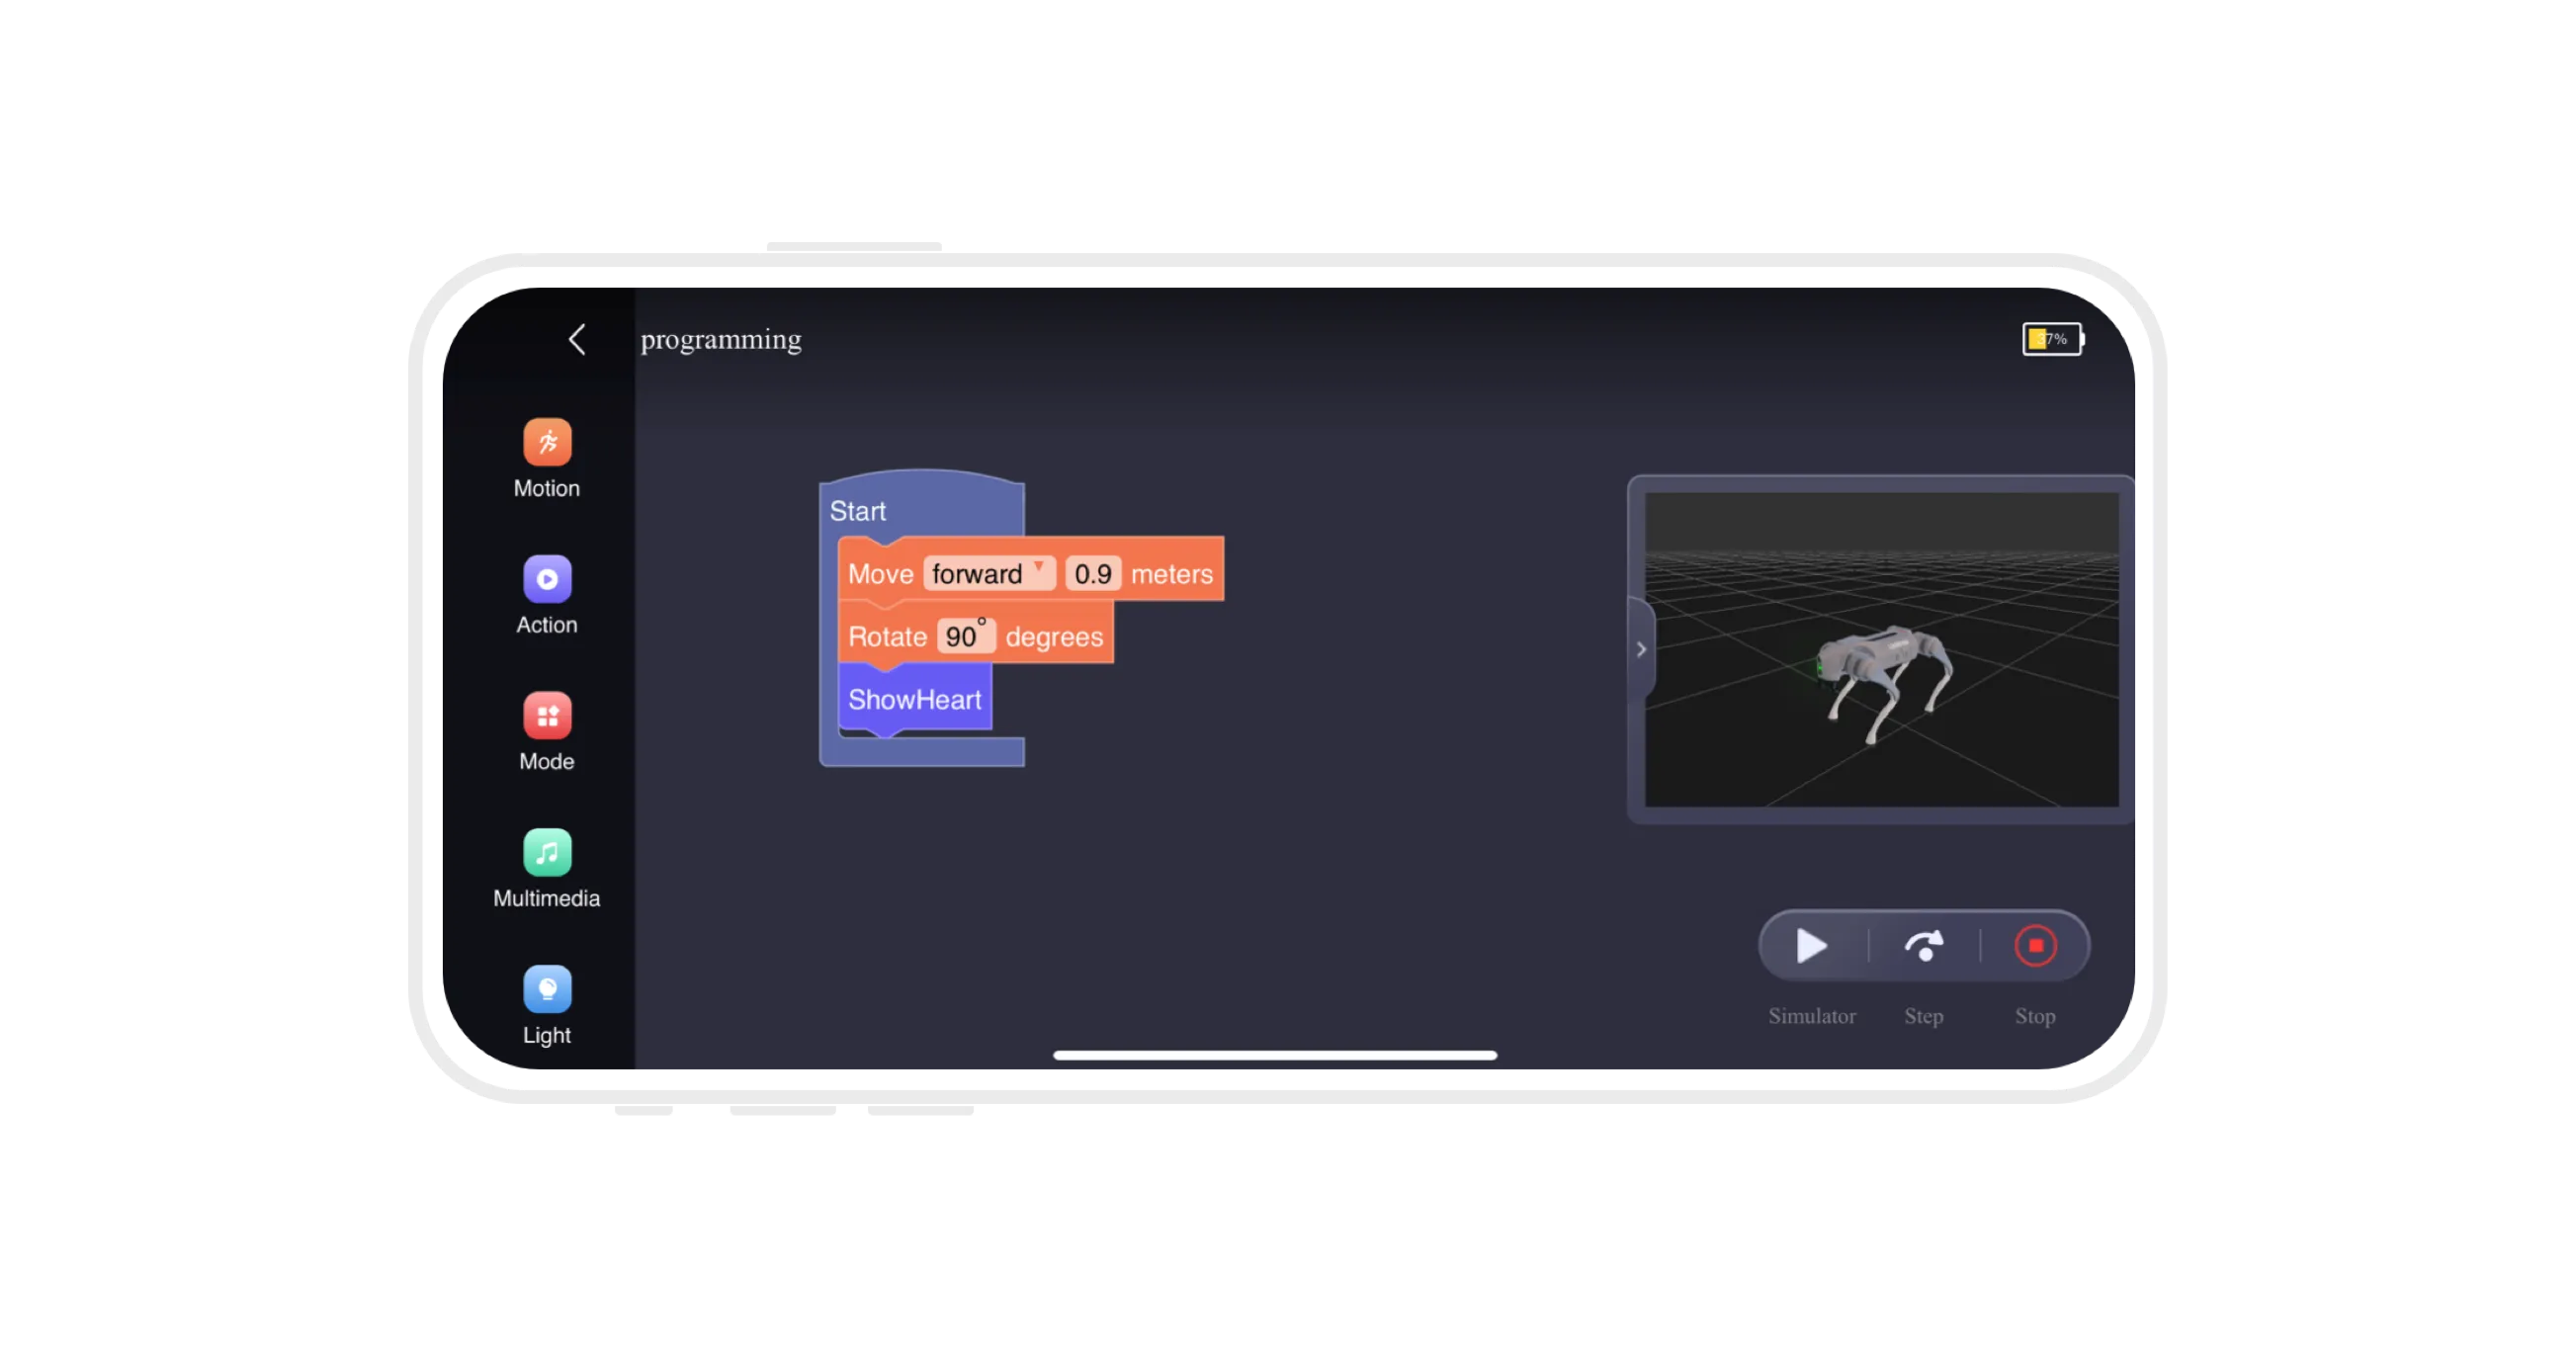 programming
37%
Motion
Action
Mode
Multimedia
Light
Start
Move forward 0.9 meters
Rotate 90° degrees
ShowHeart
Simulator
Step
Stop